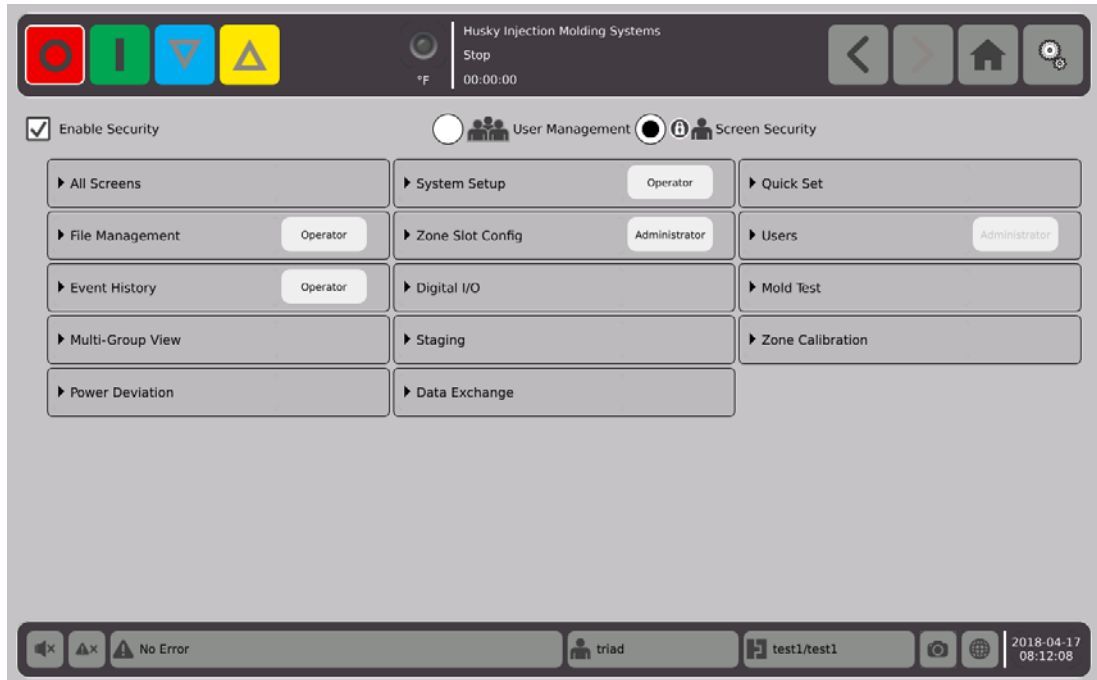 Husky Injection Molding Systems
Stop
°F 00:00:00
Enable Security User Management Screen Security
All Screens System Setup Operator Quick Set
File Management Operator Zone Slot Config Administrator Users Administrator
Event History Operator Digital I/O Mold Test
Multi-Group View Staging Zone Calibration
Power Deviation Data Exchange
No Error triad test1/test1 2018-04-17
08:12:08